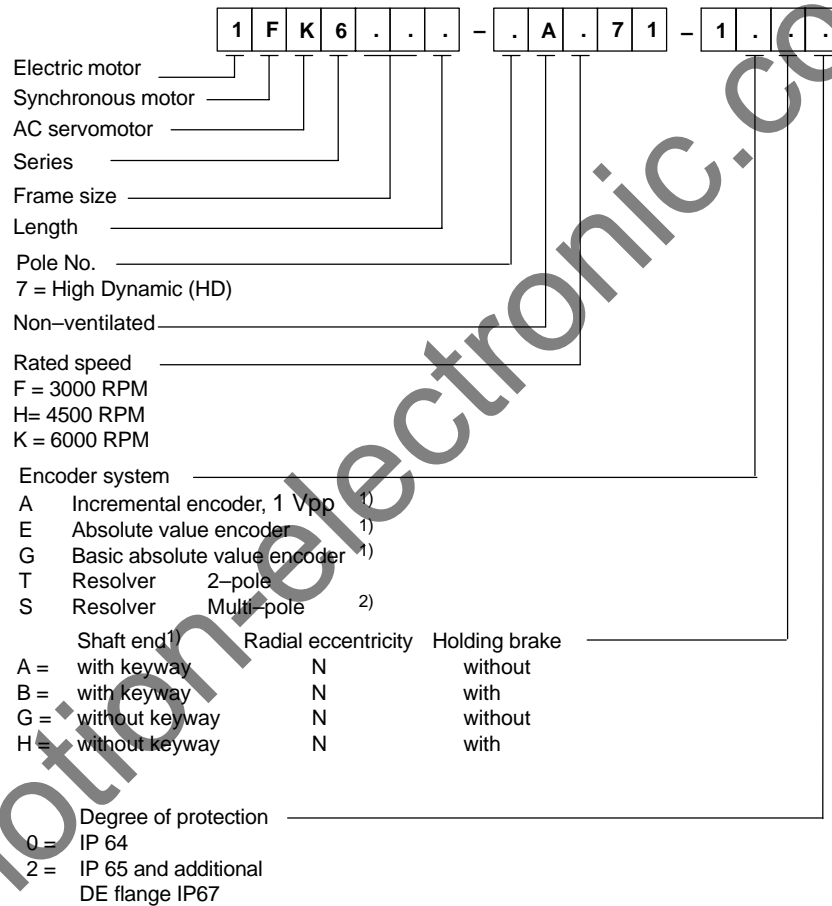 1 F K 6 . . . – . A . 7 1 – 1 . . .
Electric motor
Synchronous motor
AC servomotor
Series
Frame size
Length
Pole No.
7 = High Dynamic (HD)
Non–ventilated
Rated speed
F = 3000 RPM
H= 4500 RPM
K = 6000 RPM
Encoder system
A Incremental encoder, 1 Vpp 1)
E Absolute value encoder 1)
G Basic absolute value encoder 1)
T Resolver 2–pole
S Resolver Multi–pole 2)
Shaft end1) Radial eccentricity Holding brake
A = with keyway N without
B = with keyway N with
G = without keyway N without
H = without keyway N with
Degree of protection
0 = IP 64
2 = IP 65 and additional
DE flange IP67
otion-electronic.co